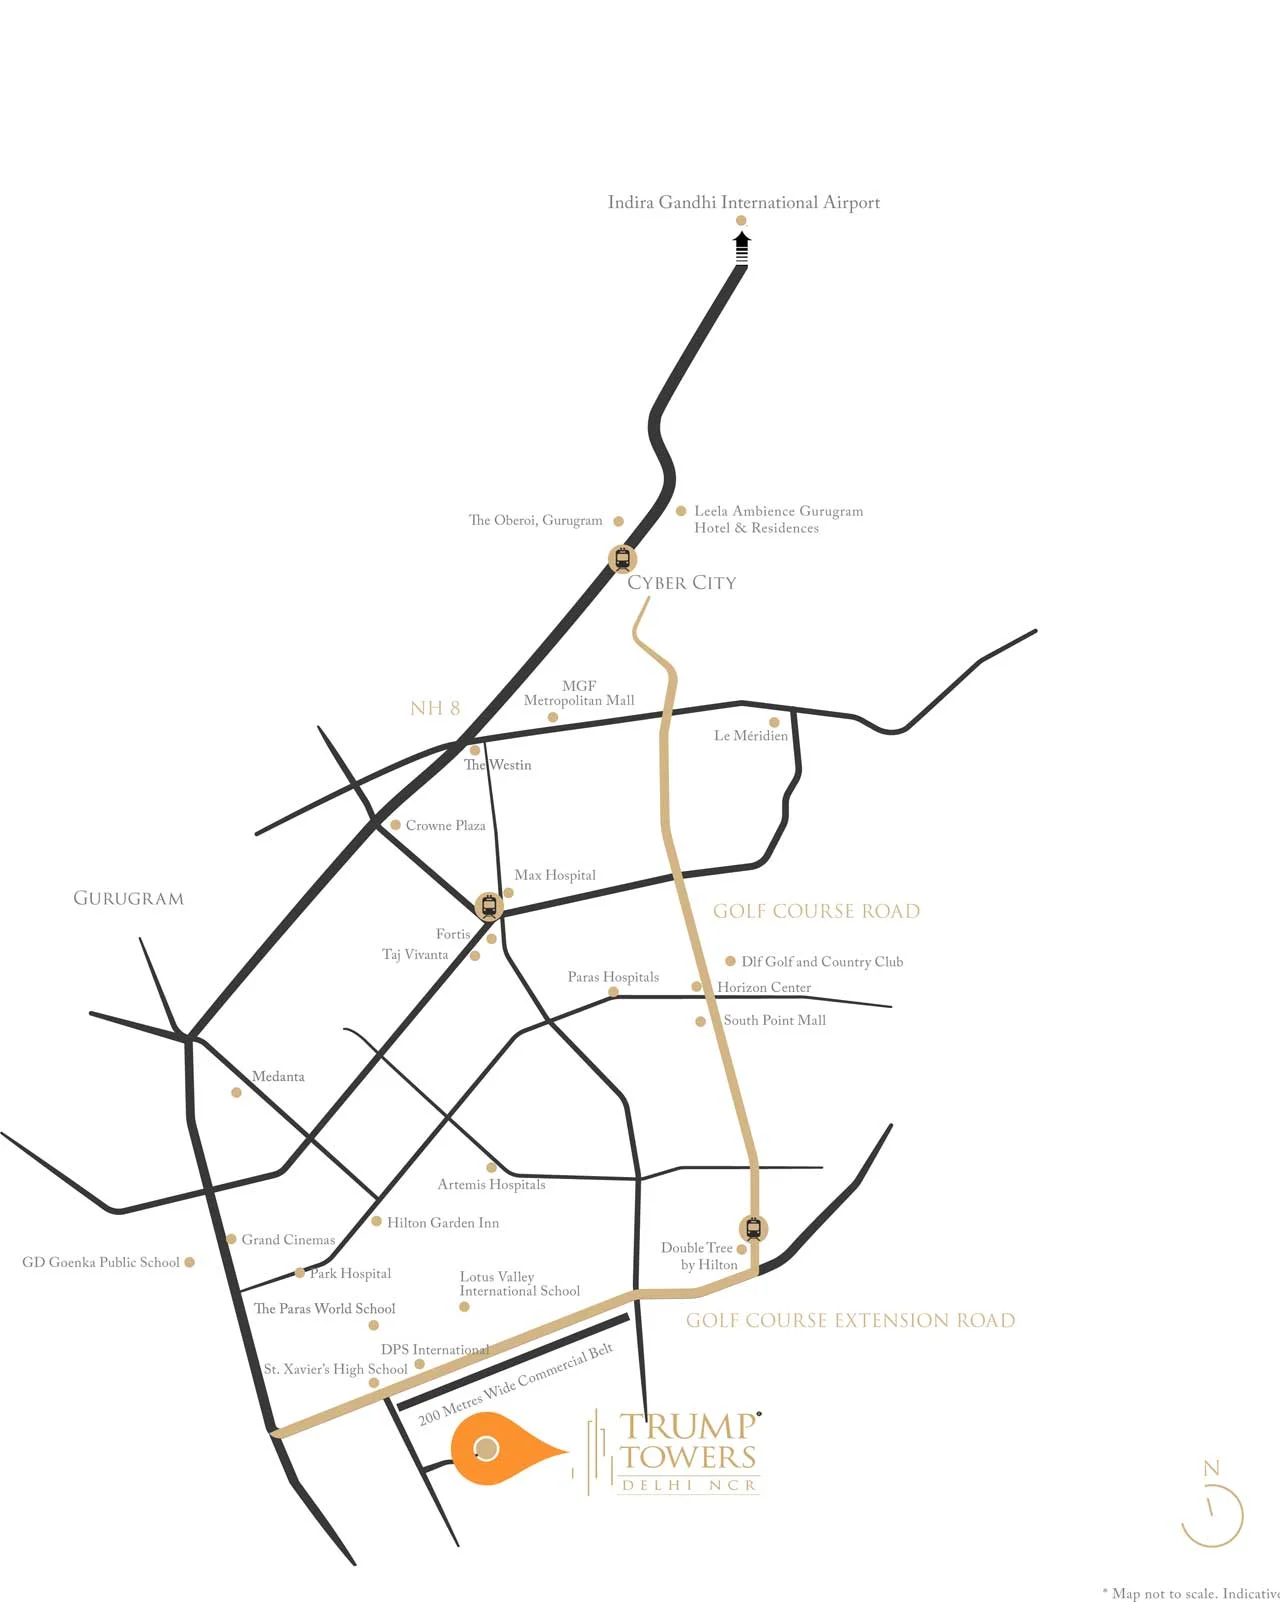 Indira Gandhi International Airport
The Oberoi, Gurugram
Leela Ambience Gurugram
Hotel & Residences
CYBER CITY
MGF
Metropolitan Mall
NH 8
Le Méridien
The Westin
Crowne Plaza
Max Hospital
GURUGRAM
GOLF COURSE ROAD
Fortis
Taj Vivanta
Dlf Golf and Country Club
Paras Hospitals
Horizon Center
South Point Mall
Medanta
Artemis Hospitals
Hilton Garden Inn
Grand Cinemas
Double Tree
by Hilton
GD Goenka Public School
Park Hospital
Lotus Valley
International School
The Paras World School
GOLF COURSE EXTENSION ROAD
DPS International
St. Xavier's High School
200 Metres Wide Commercial Belt
TRUMP
TOWERS
DELHI NCR
N
* Map not to scale. Indicative